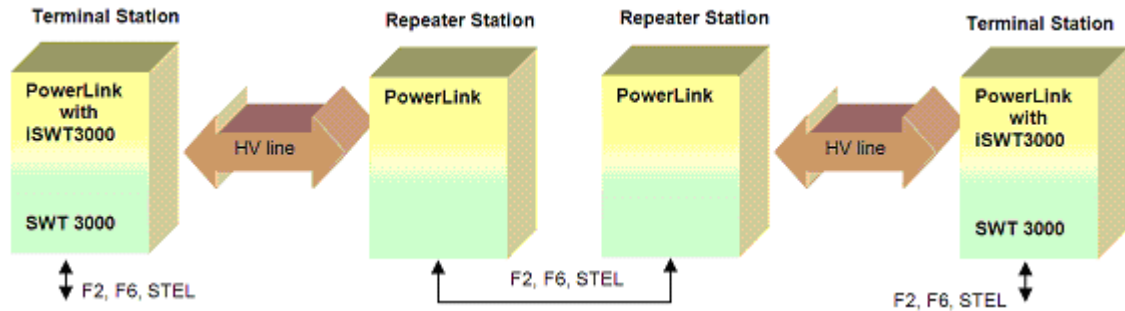 Terminal Station
Repeater Station
Repeater Station
Terminal Station
PowerLink
with
iSWT3000
SWT 3000
HV line
PowerLink
PowerLink
HV line
PowerLink
with
iSWT3000
SWT 3000
F2, F6, STEL
F2, F6, STEL
F2, F6, STEL